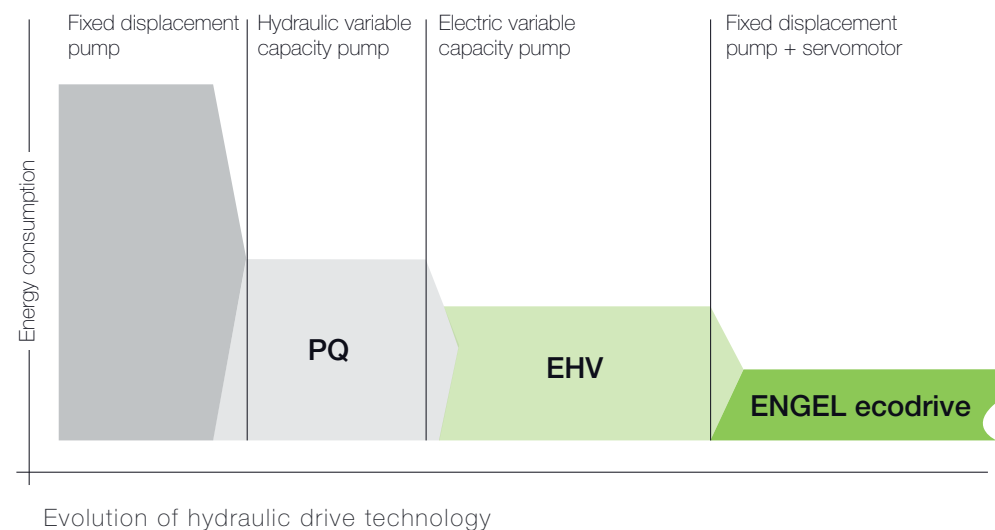 Fixed displacement
pump
Hydraulic variable
capacity pump
Electric variable
capacity pump
Fixed displacement
pump + servomotor
Energy consumption
PQ
EHV
ENGEL ecodrive
Evolution of hydraulic drive technology